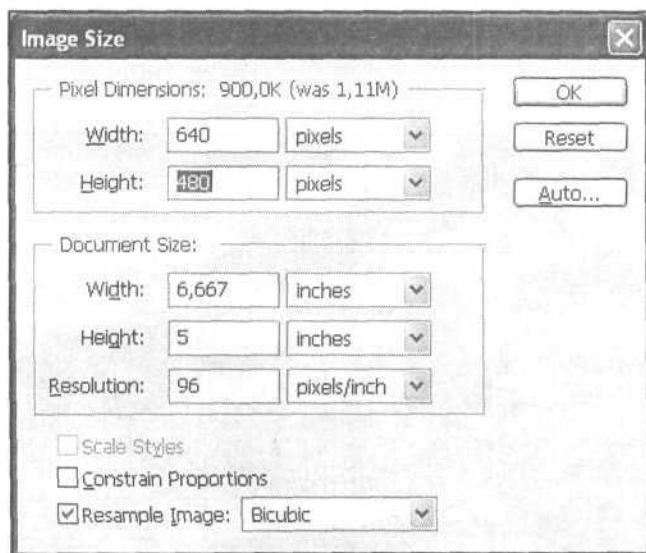 Image Size
Pixel Dimensions: 900,0K (was 1,11M)
OK
Width: 640 pixels
Reset
Height: 480 pixels
Auto...
Document Size:
Width: 6,667 inches
Height: 5 inches
Resolution: 96 pixels/inch
Scale Styles
Constrain Proportions
Resample Image: Bicubic